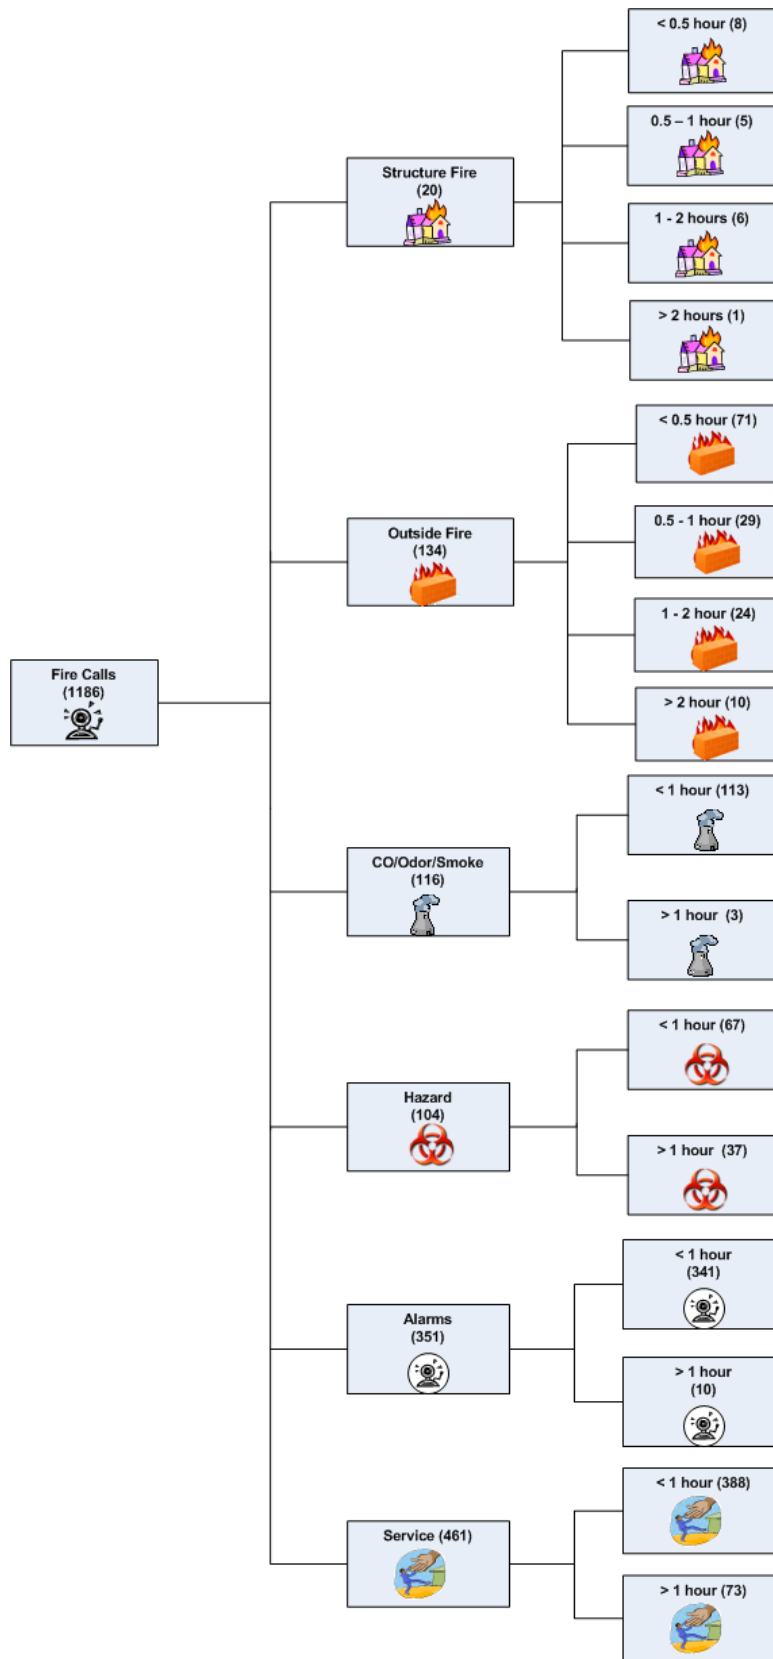 Fire Calls
(1186)
Structure Fire
(20)
< 0.5 hour (8)
0.5 – 1 hour (5)
1 - 2 hours (6)
> 2 hours (1)
Outside Fire
(134)
< 0.5 hour (71)
0.5 - 1 hour (29)
1 - 2 hour (24)
> 2 hour (10)
CO/Odor/Smoke
(116)
< 1 hour (113)
> 1 hour (3)
Hazard
(104)
< 1 hour (67)
> 1 hour (37)
Alarms
(351)
< 1 hour
(341)
> 1 hour
(10)
Service (461)
< 1 hour (388)
> 1 hour (73)